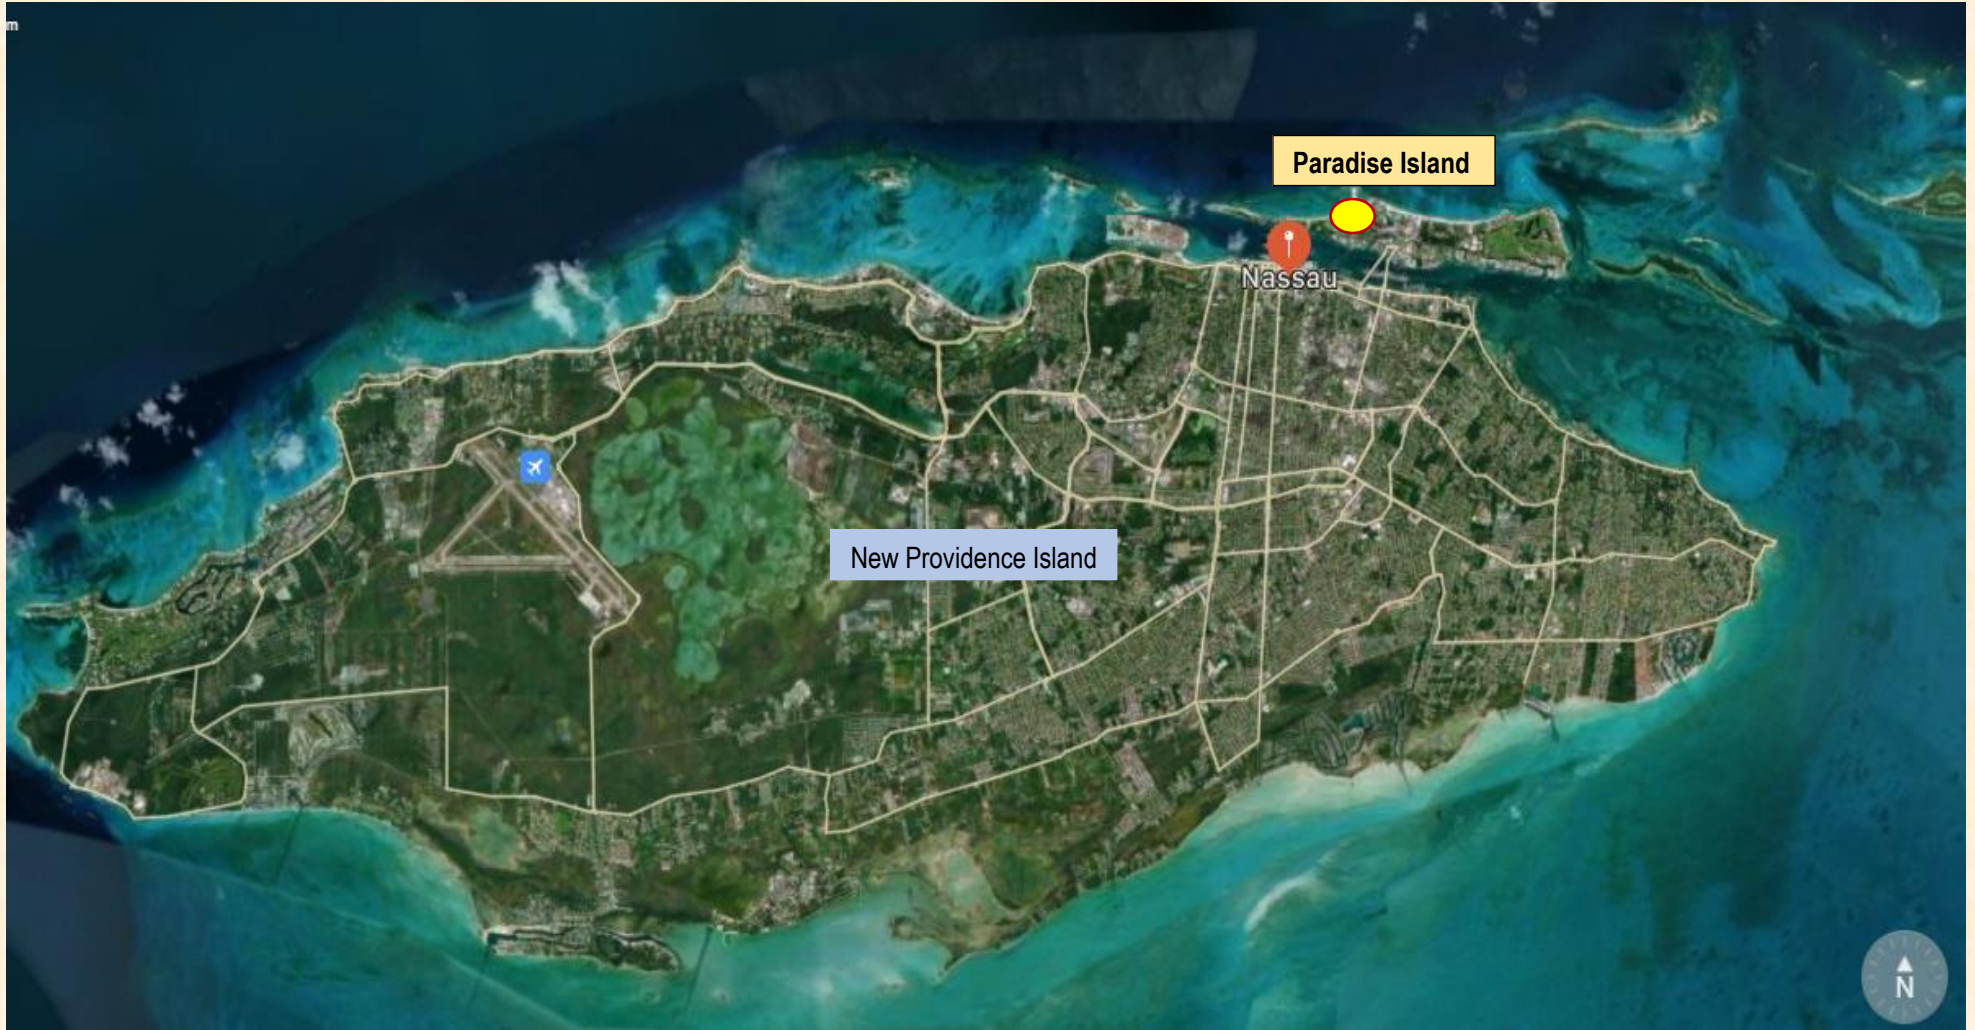 m
Paradise Island
Nassau
New Providence Island
N